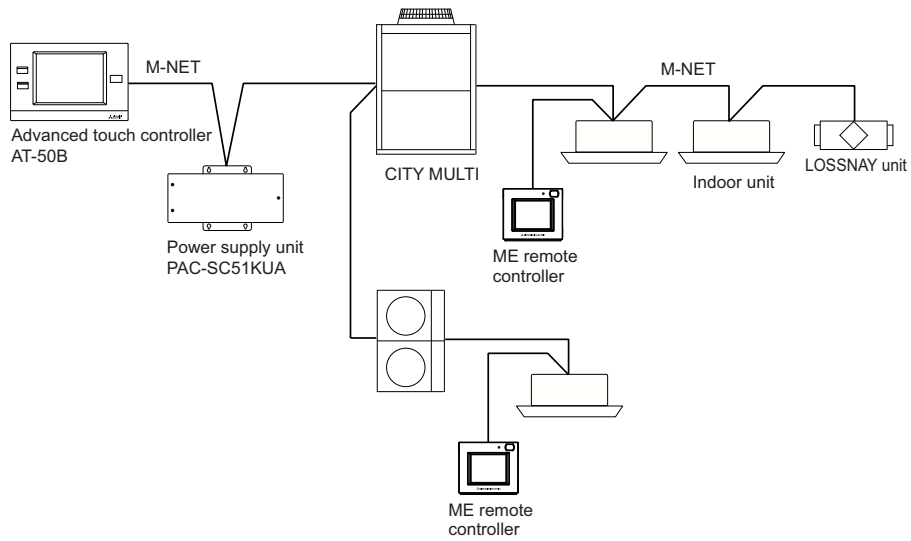 M-NET
M-NET
Advanced touch controller
AT-50B
CITY MULTI
Indoor unit
LOSSNAY unit
Power supply unit
PAC-SC51KUA
ME remote
controller
ME remote
controller